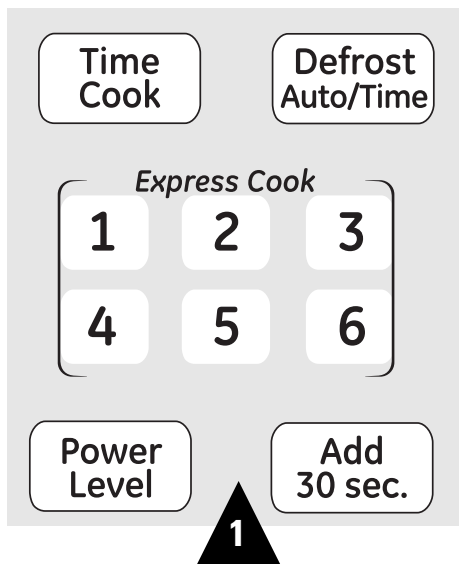 Time Defrost
Cook Auto/Time
Express Cook
1 2 3
4 5 6
Power Add
Level 30 sec.
1